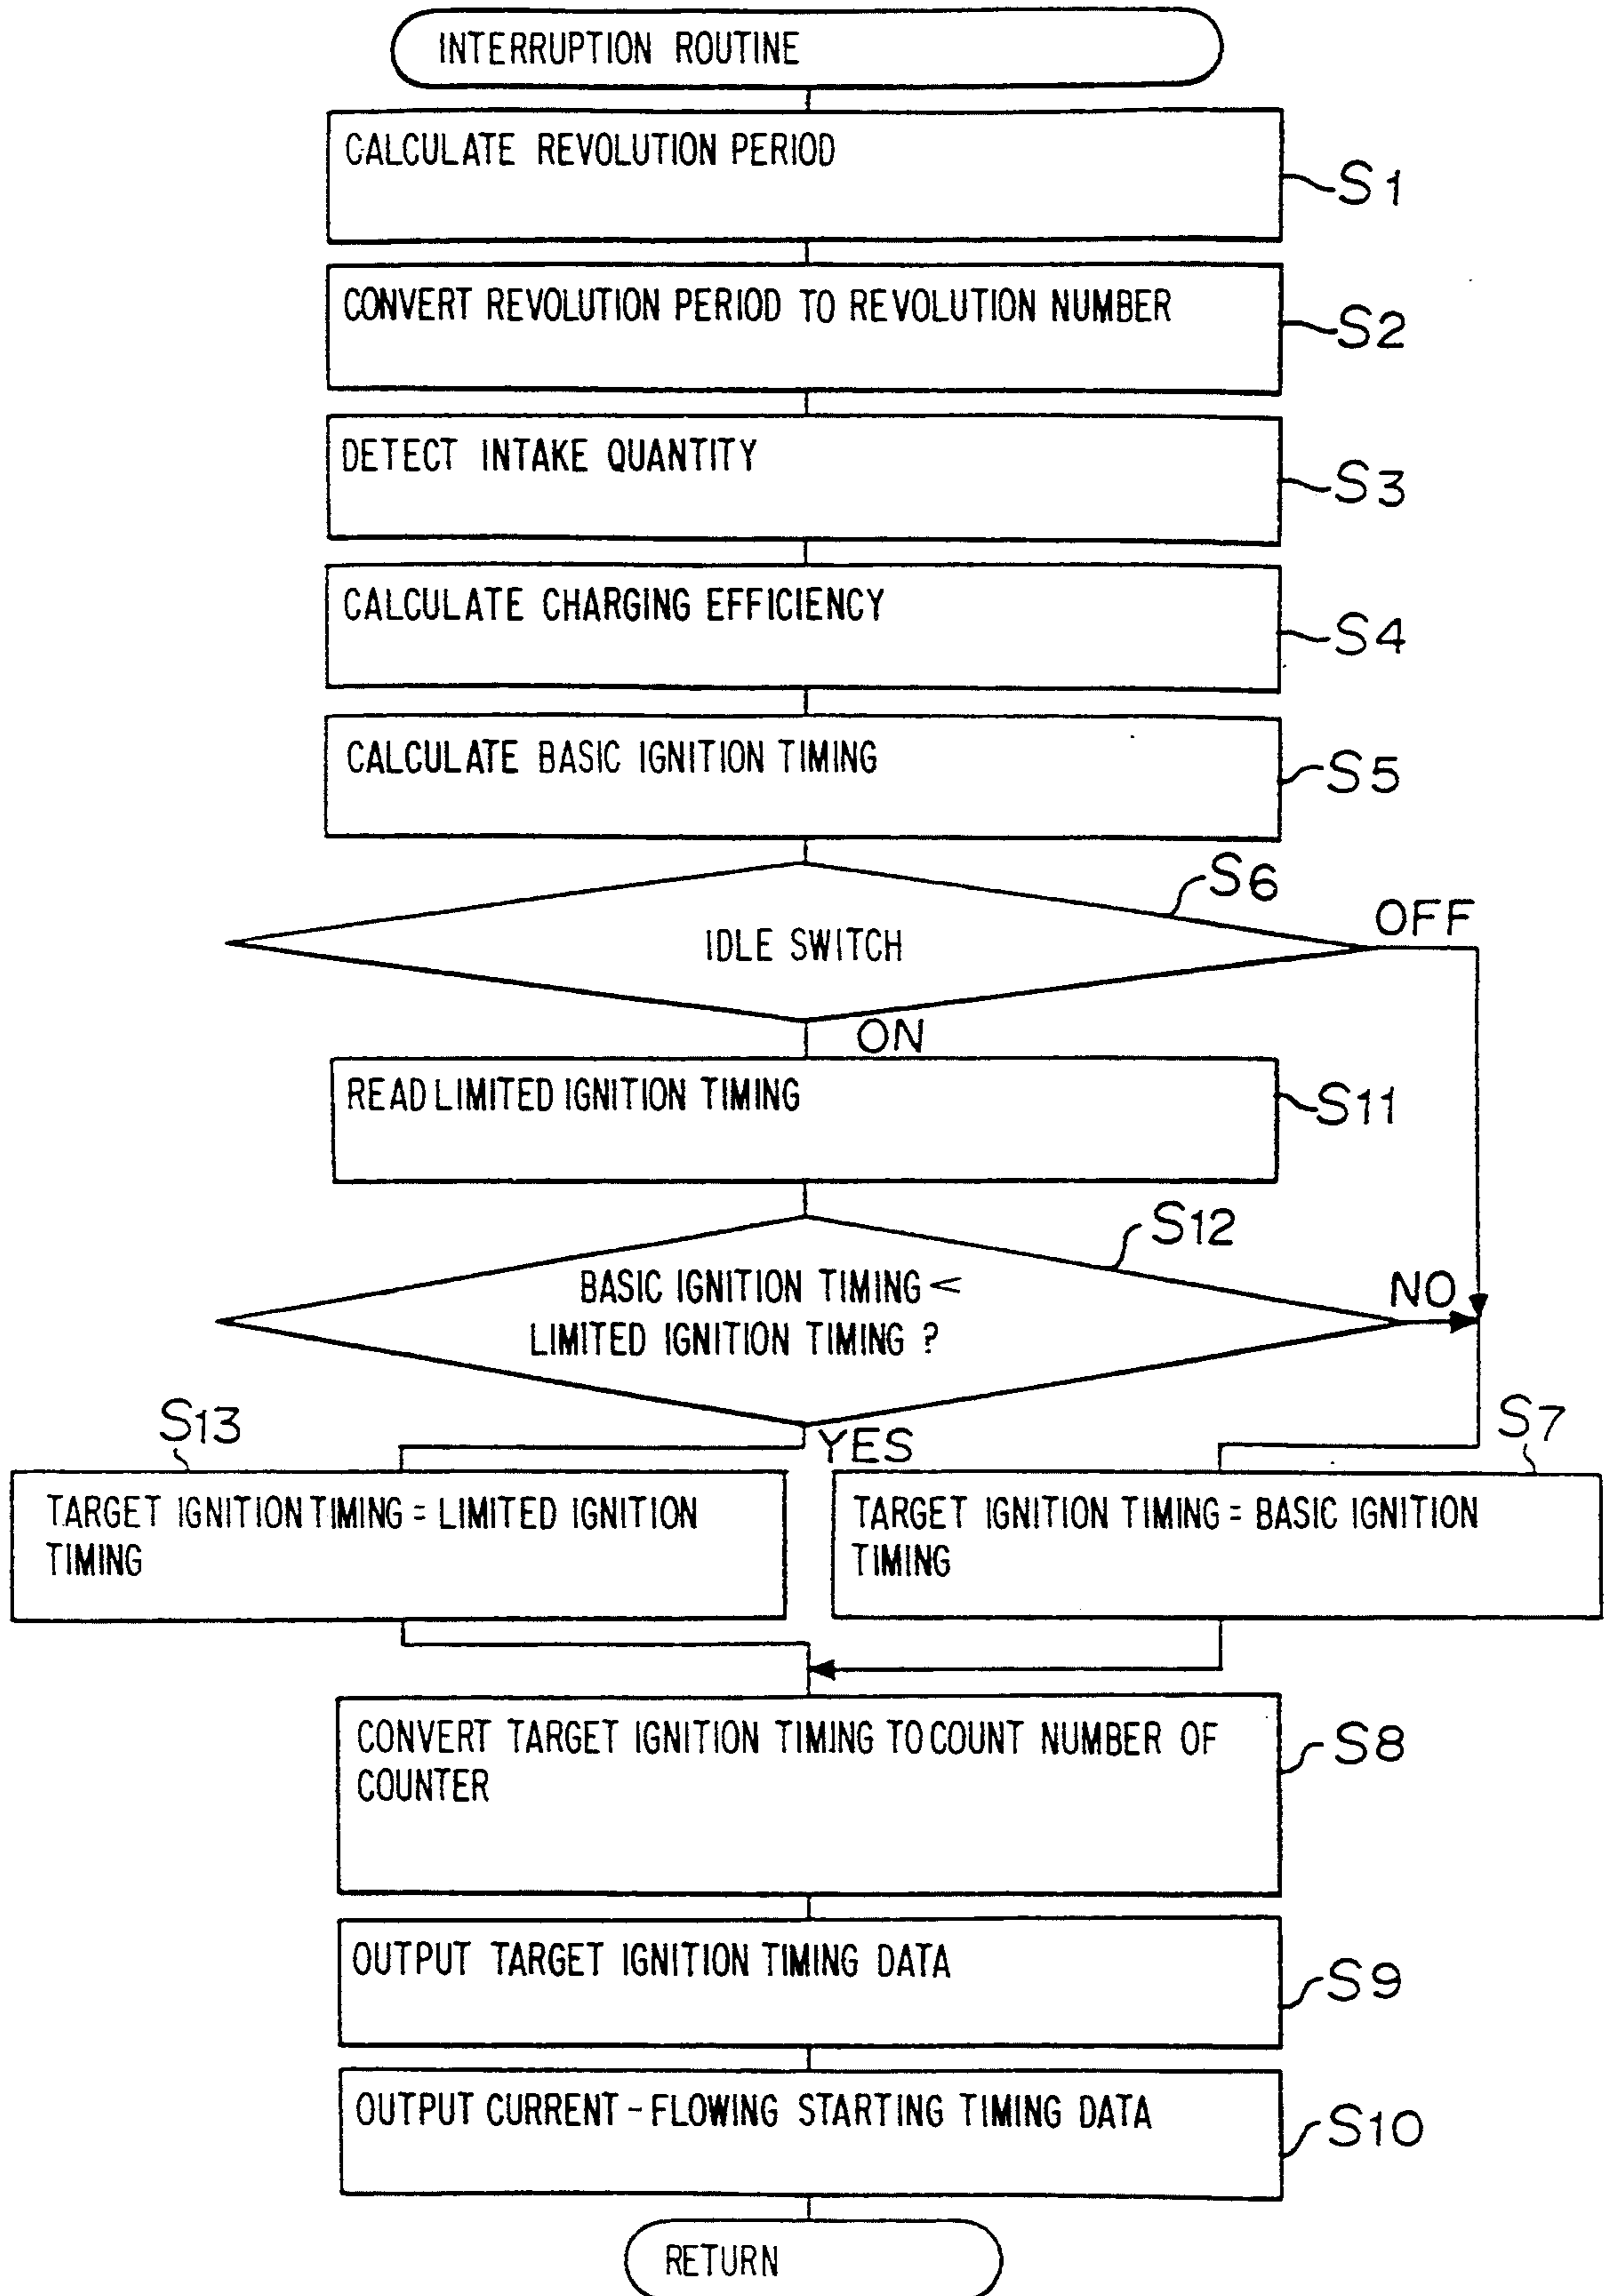 INTERRUPTION ROUTINE
CALCULATE REVOLUTION PERIOD
S1
CONVERT REVOLUTION PERIOD TO REVOLUTION NUMBER
S2
DETECT INTAKE QUANTITY
S3
CALCULATE CHARGING EFFICIENCY
S4
CALCULATE BASIC IGNITION TIMING
S5
S6
OFF
IDLE SWITCH
ON
READ LIMITED IGNITION TIMING
S11
S12
BASIC IGNITION TIMING <
NO
LIMITED IGNITION TIMING ?
YES
S13
TARGET IGNITION TIMING = LIMITED IGNITION
TIMING
S7
TARGET IGNITION TIMING = BASIC IGNITION
TIMING
CONVERT TARGET IGNITION TIMING TO COUNT NUMBER OF
COUNTER
S8
OUTPUT TARGET IGNITION TIMING DATA
S9
OUTPUT CURRENT - FLOWING STARTING TIMING DATA
S10
RETURN